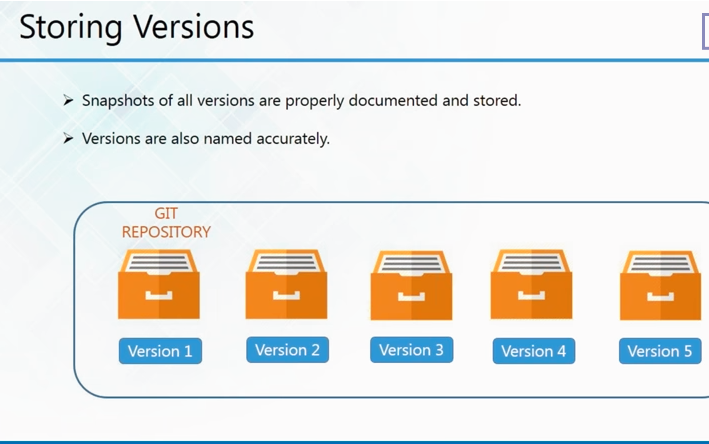 Storing Versions
➢ Snapshots of all versions are properly documented and stored.
➢ Versions are also named accurately.
GIT
REPOSITORY
Version 1
Version 2
Version 3
Version 4
Version 5